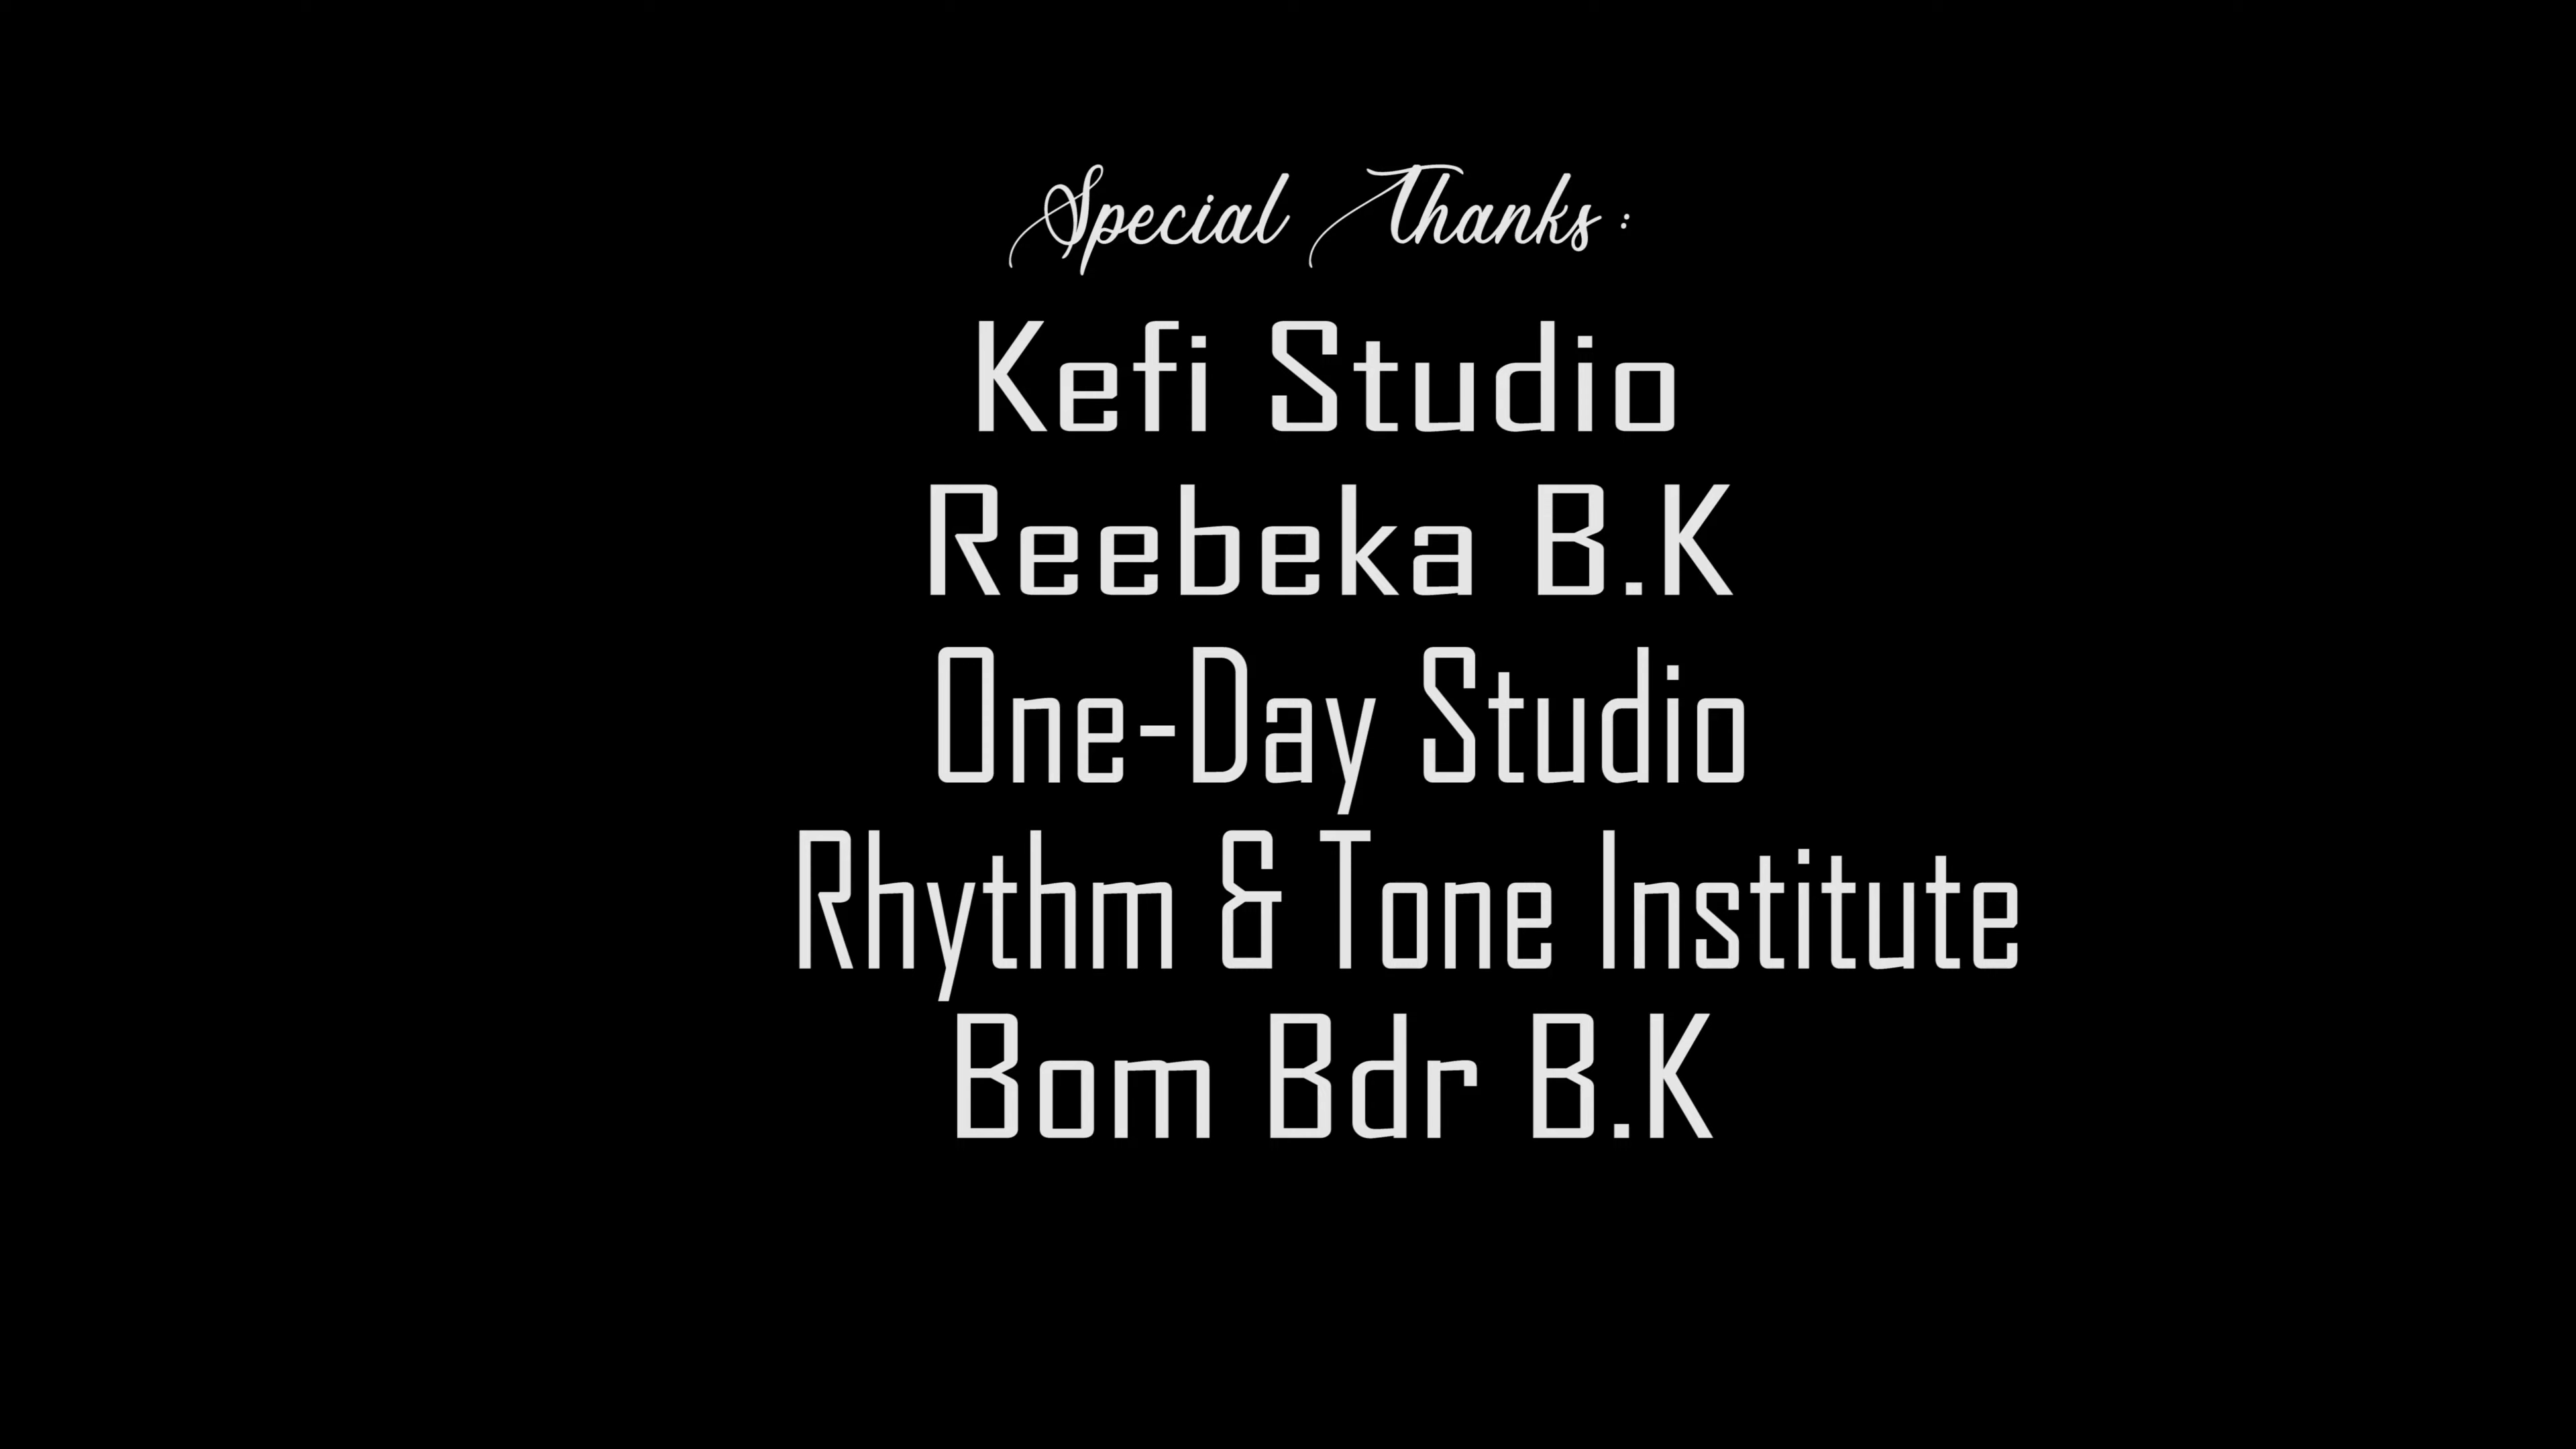 Special Thanks :
Kefi Studio
Reebeka B.K
One-Day Studio
Rhythm & Tone Institute
Bom Bdr B.K